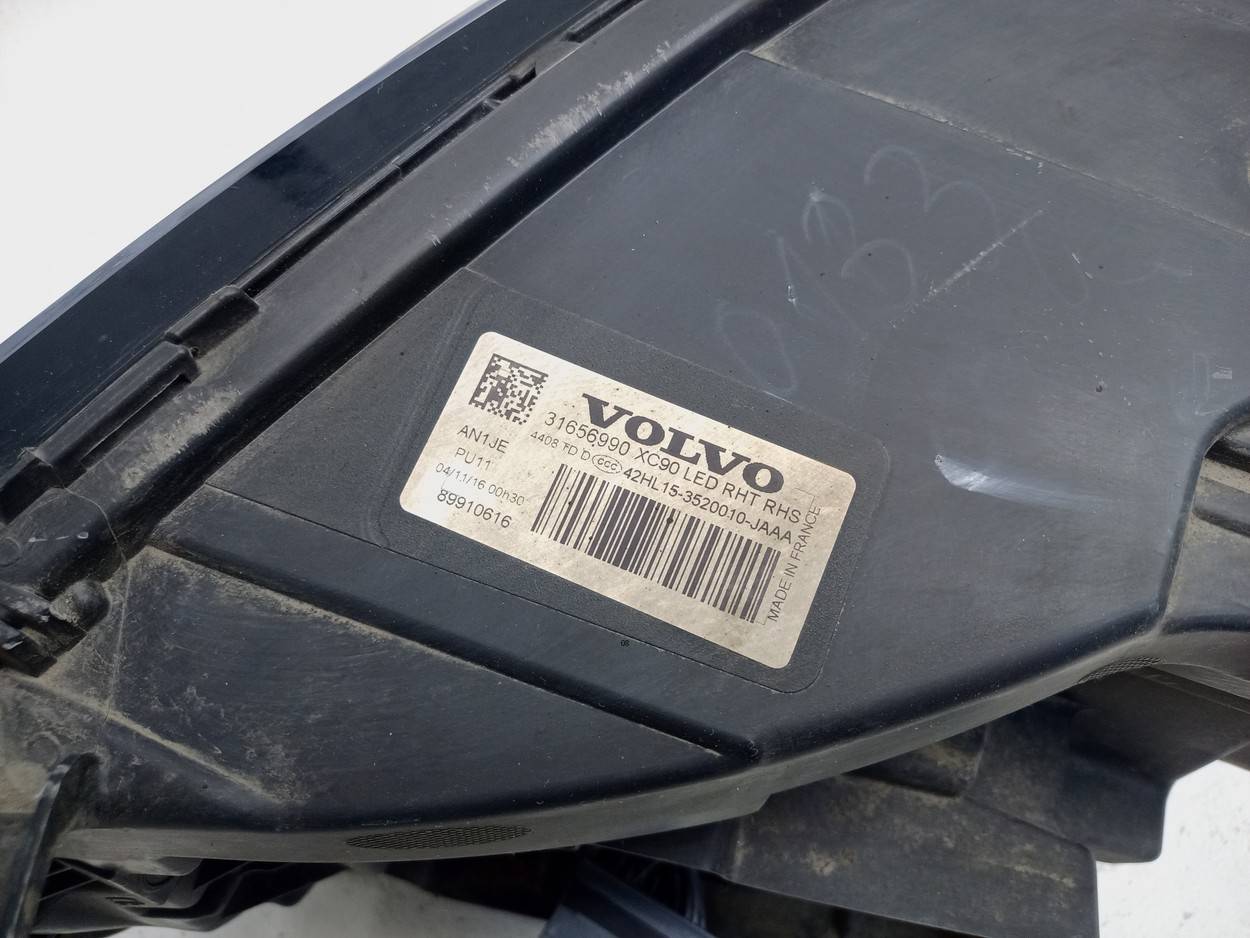 0133
VOLVO
31656990 XC90 LED RHT RHS
4408 TD D CCC 42HL15-3520010-JAAA
AN1JE
PU11
04/11/16 00h30
89910616
MADE IN FRANCE